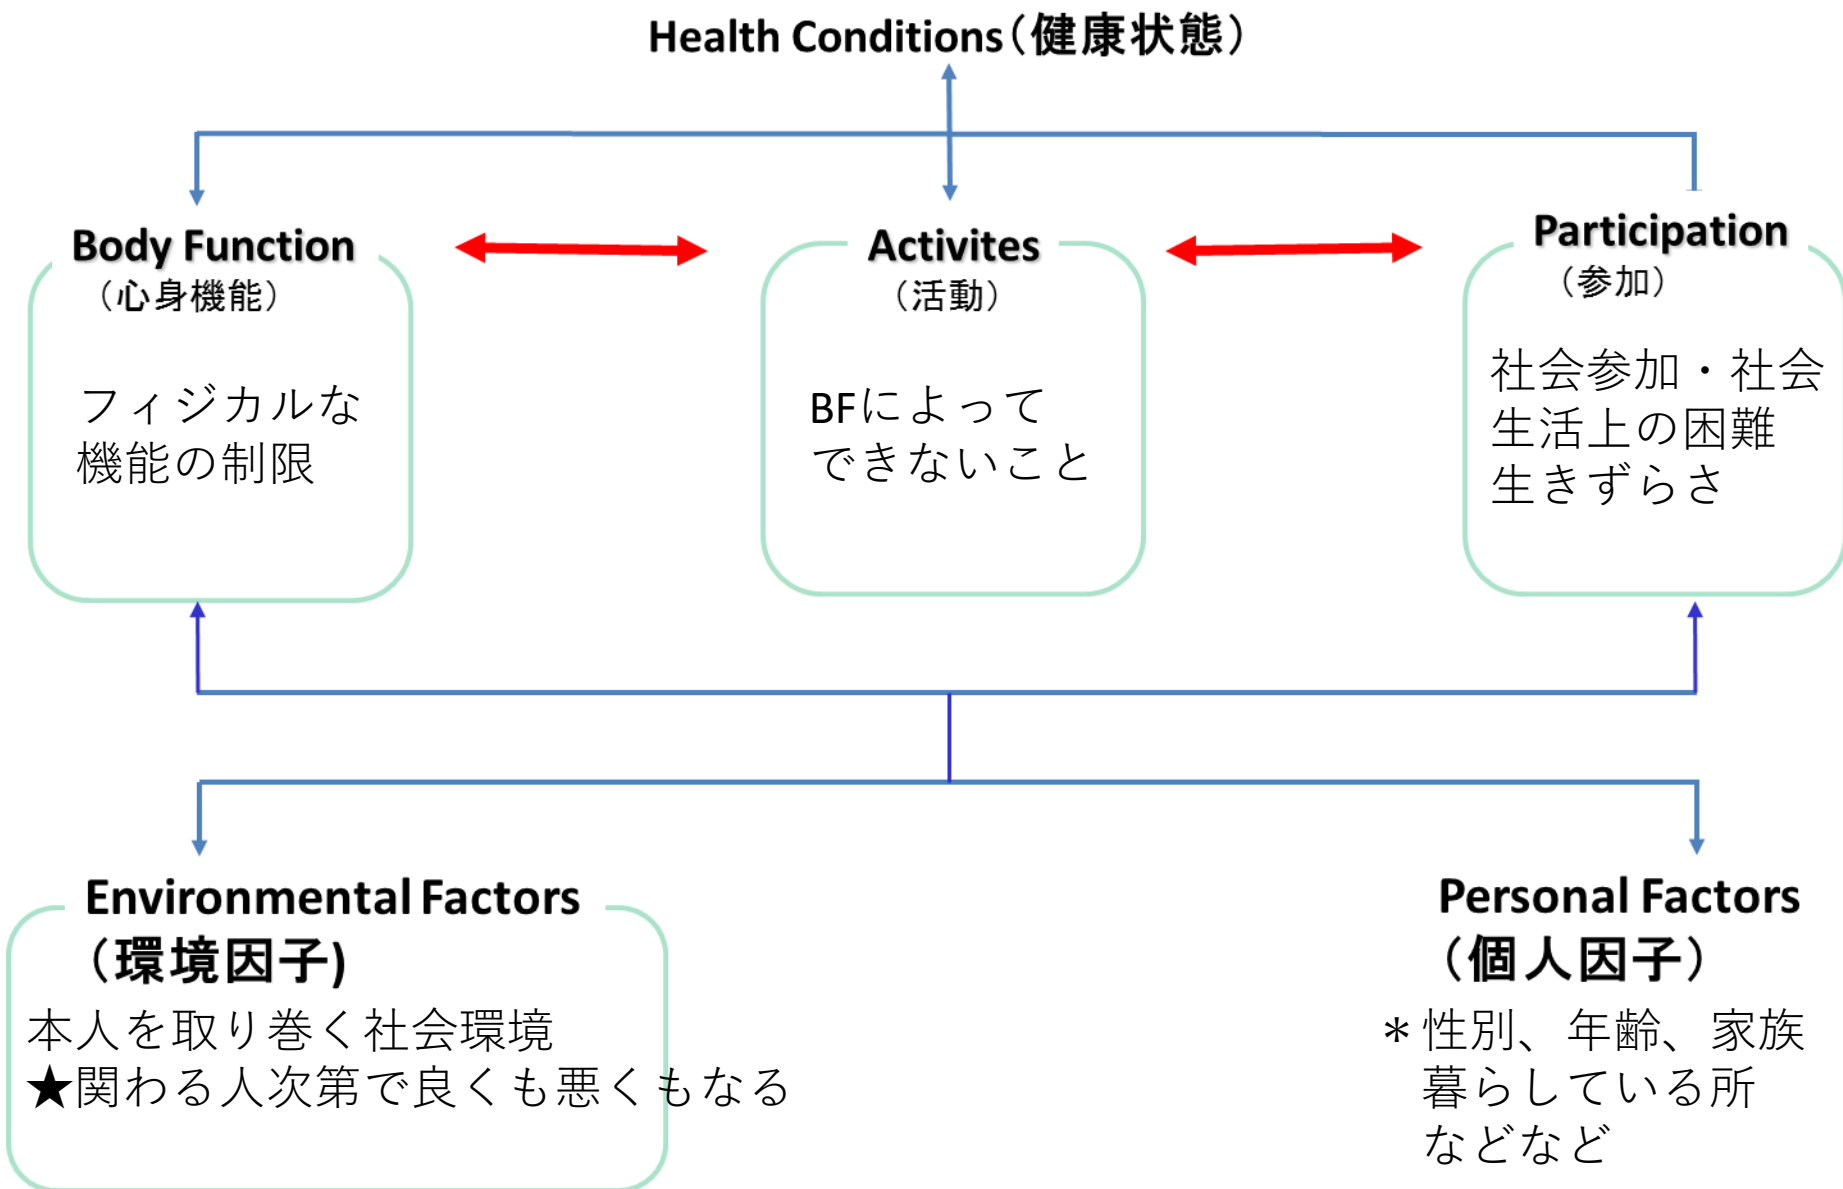 Health Conditions（健康状態）
Body Function
（心身機能）
フィジカルな
機能の制限
Activites
（活動）
BFによって
できないこと
Participation
（参加）
社会参加・社会
生活上の困難
生きずらさ
Environmental Factors
（環境因子)
本人を取り巻く社会環境
★関わる人次第で良くも悪くもなる
Personal Factors
（個人因子）
＊性別、年齢、家族
暮らしている所
などなど